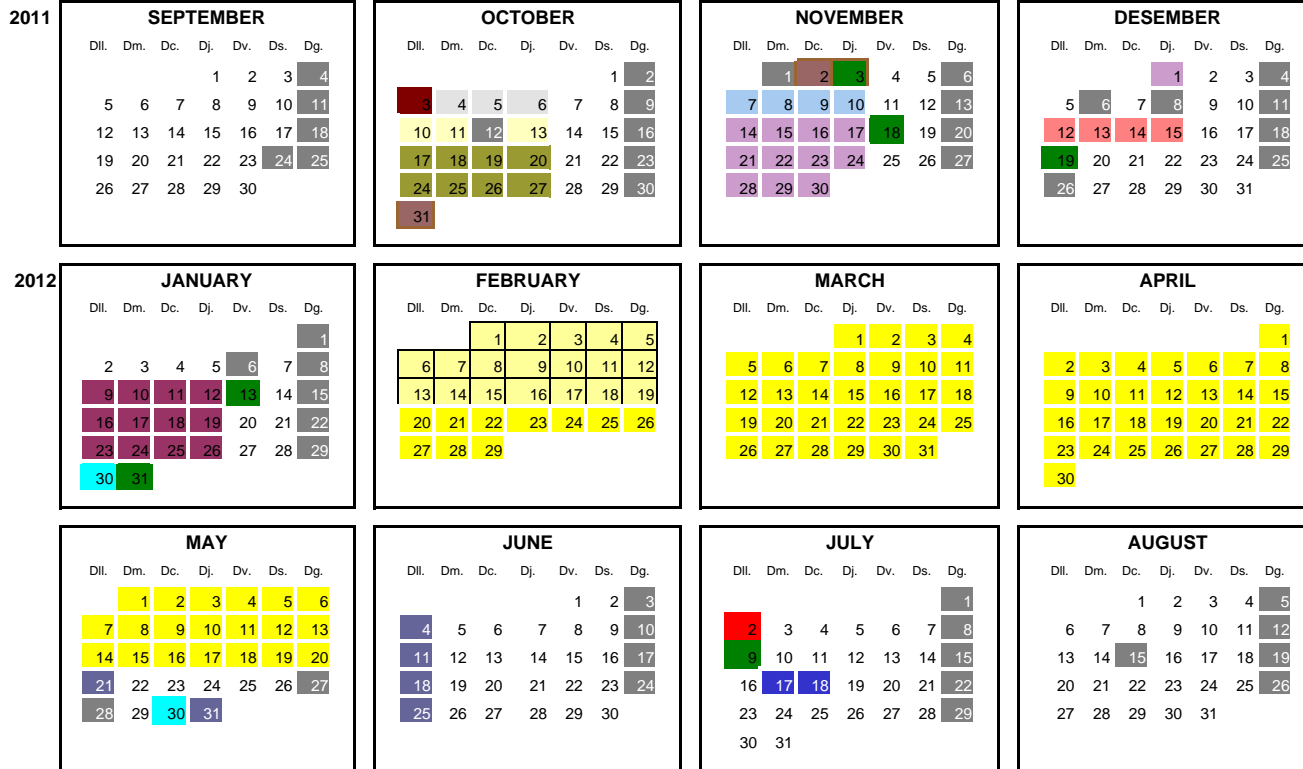 2011 SEPTEMBER OCTOBER NOVEMBER DESEMBER
Dll. Dm. Dc. Dj. Dv. Ds. Dg. Dll. Dm. Dc. Dj. Dv. Ds. Dg. Dll. Dm. Dc. Dj. Dv. Ds. Dg. Dll. Dm. Dc. Dj. Dv. Ds. Dg.
1 2 3 4 1 2 1 2 3 4 5 6 1 2 3 4
5 6 7 8 9 10 11 3 4 5 6 7 8 9 7 8 9 10 11 12 13 5 6 7 8 9 10 11
12 13 14 15 16 17 18 10 11 12 13 14 15 16 14 15 16 17 18 19 20 12 13 14 15 16 17 18
19 20 21 22 23 24 25 17 18 19 20 21 22 23 21 22 23 24 25 26 27 19 20 21 22 23 24 25
26 27 28 29 30 24 25 26 27 28 29 30 28 29 30 26 27 28 29 30 31
31
2012 JANUARY FEBRUARY MARCH APRIL
Dll. Dm. Dc. Dj. Dv. Ds. Dg. Dll. Dm. Dc. Dj. Dv. Ds. Dg. Dll. Dm. Dc. Dj. Dv. Ds. Dg. Dll. Dm. Dc. Dj. Dv. Ds. Dg.
1 1 2 3 4 5 1 2 3 4 1
2 3 4 5 6 7 8 6 7 8 9 10 11 12 5 6 7 8 9 10 11 2 3 4 5 6 7 8
9 10 11 12 13 14 15 13 14 15 16 17 18 19 12 13 14 15 16 17 18 9 10 11 12 13 14 15
16 17 18 19 20 21 22 20 21 22 23 24 25 26 19 20 21 22 23 24 25 16 17 18 19 20 21 22
23 24 25 26 27 28 29 27 28 29 26 27 28 29 30 31 23 24 25 26 27 28 29
30 31 30
MAY JUNE JULY AUGUST
Dll. Dm. Dc. Dj. Dv. Ds. Dg. Dll. Dm. Dc. Dj. Dv. Ds. Dg. Dll. Dm. Dc. Dj. Dv. Ds. Dg. Dll. Dm. Dc. Dj. Dv. Ds. Dg.
1 2 3 4 5 6 1 2 3 1 1 2 3 4 5
7 8 9 10 11 12 13 4 5 6 7 8 9 10 2 3 4 5 6 7 8 6 7 8 9 10 11 12
14 15 16 17 18 19 20 11 12 13 14 15 16 17 9 10 11 12 13 14 15 13 14 15 16 17 18 19
21 22 23 24 25 26 27 18 19 20 21 22 23 24 16 17 18 19 20 21 22 20 21 22 23 24 25 26
28 29 30 31 25 26 27 28 29 30 23 24 25 26 27 28 29 27 28 29 30 31
30 31